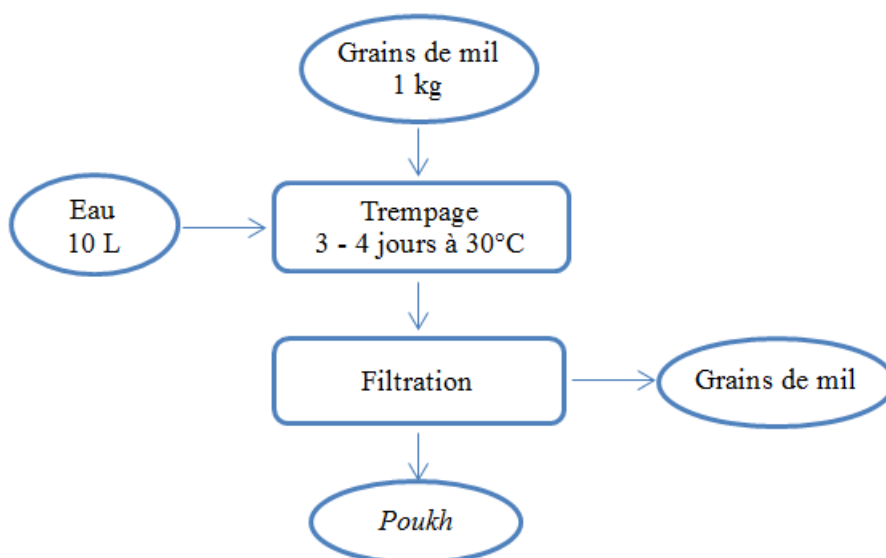 Grains de mil
1 kg
Eau
10 L
Trempage
3 - 4 jours à 30°C
Filtration
Grains de mil
Poukh